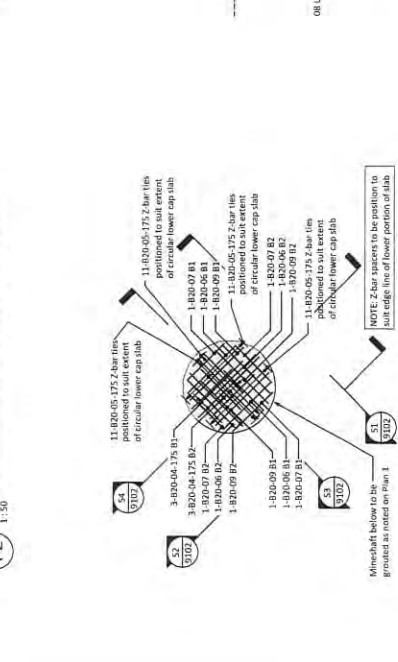 1:50
11-B20-05-175 Z-bar ties
positioned to suit extent
of circular lower cap slab
11-B20-05-175 Z-bar ties
positioned to suit extent
of circular lower cap slab
S4
9102
3-B20-04-175 B1
3-B20-04-175 B2
1-B20-07 B2
1-B20-06 B2
1-B20-09 B2
S2
9102
1-B20-07 B1
1-B20-06 B1
1-B20-09 B1
11-B20-05-175 Z-bar ties
positioned to suit extent
of circular lower cap slab
1-B20-07 B2
1-B20-06 B2
1-B20-09 B2
11-B20-05-175 Z-bar ties
positioned to suit extent
of circular lower cap slab
1-B20-09 B1
1-B20-06 B1
1-B20-07 B1
S3
9102
Mineshaft below to be
grouted as noted on Plan 1
S1
9102
NOTE: Z-bar spacers to be position to
suit edge line of lower portion of slab
08